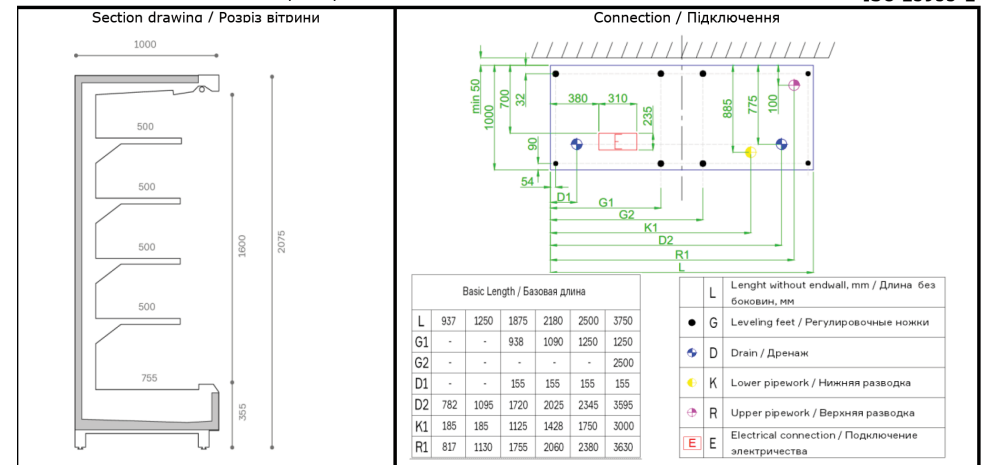 Section drawing / Розріз вітрини
Connection / Підключення
1000
500
500
500
500
755
1600
2075
355
min 50
1000
700
32
380
310
235
90
54
885
775
100
E
D1
G1
G2
K1
D2
R1
L
Basic Length / Базовая длина
L 937 1250 1875 2180 2500 3750
G1 - - 938 1090 1250 1250
G2 - - - - - 2500
D1 - - 155 155 155 155
D2 782 1095 1720 2025 2345 3595
K1 185 185 1125 1428 1750 3000
R1 817 1130 1755 2060 2380 3630
L Lenght without endwall, mm / Длина без
боковин, мм
G Leveling feet / Регулировочные ножки
D Drain / Дренаж
K Lower pipework / Нижняя разводка
R Upper pipework / Верхняя разводка
E E Electrical connection / Подключение
электричества